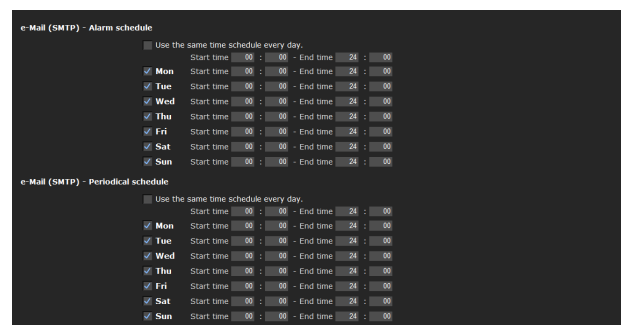 e-Mail (SMTP) - Alarm schedule
Use the same time schedule every day.
Start time 00 : 00 - End time 24 : 00
Mon Start time 00 : 00 - End time 24 : 00
Tue Start time 00 : 00 - End time 24 : 00
Wed Start time 00 : 00 - End time 24 : 00
Thu Start time 00 : 00 - End time 24 : 00
Fri Start time 00 : 00 - End time 24 : 00
Sat Start time 00 : 00 - End time 24 : 00
Sun Start time 00 : 00 - End time 24 : 00
e-Mail (SMTP) - Periodical schedule
Use the same time schedule every day.
Start time 00 : 00 - End time 24 : 00
Mon Start time 00 : 00 - End time 24 : 00
Tue Start time 00 : 00 - End time 24 : 00
Wed Start time 00 : 00 - End time 24 : 00
Thu Start time 00 : 00 - End time 24 : 00
Fri Start time 00 : 00 - End time 24 : 00
Sat Start time 00 : 00 - End time 24 : 00
Sun Start time 00 : 00 - End time 24 : 00